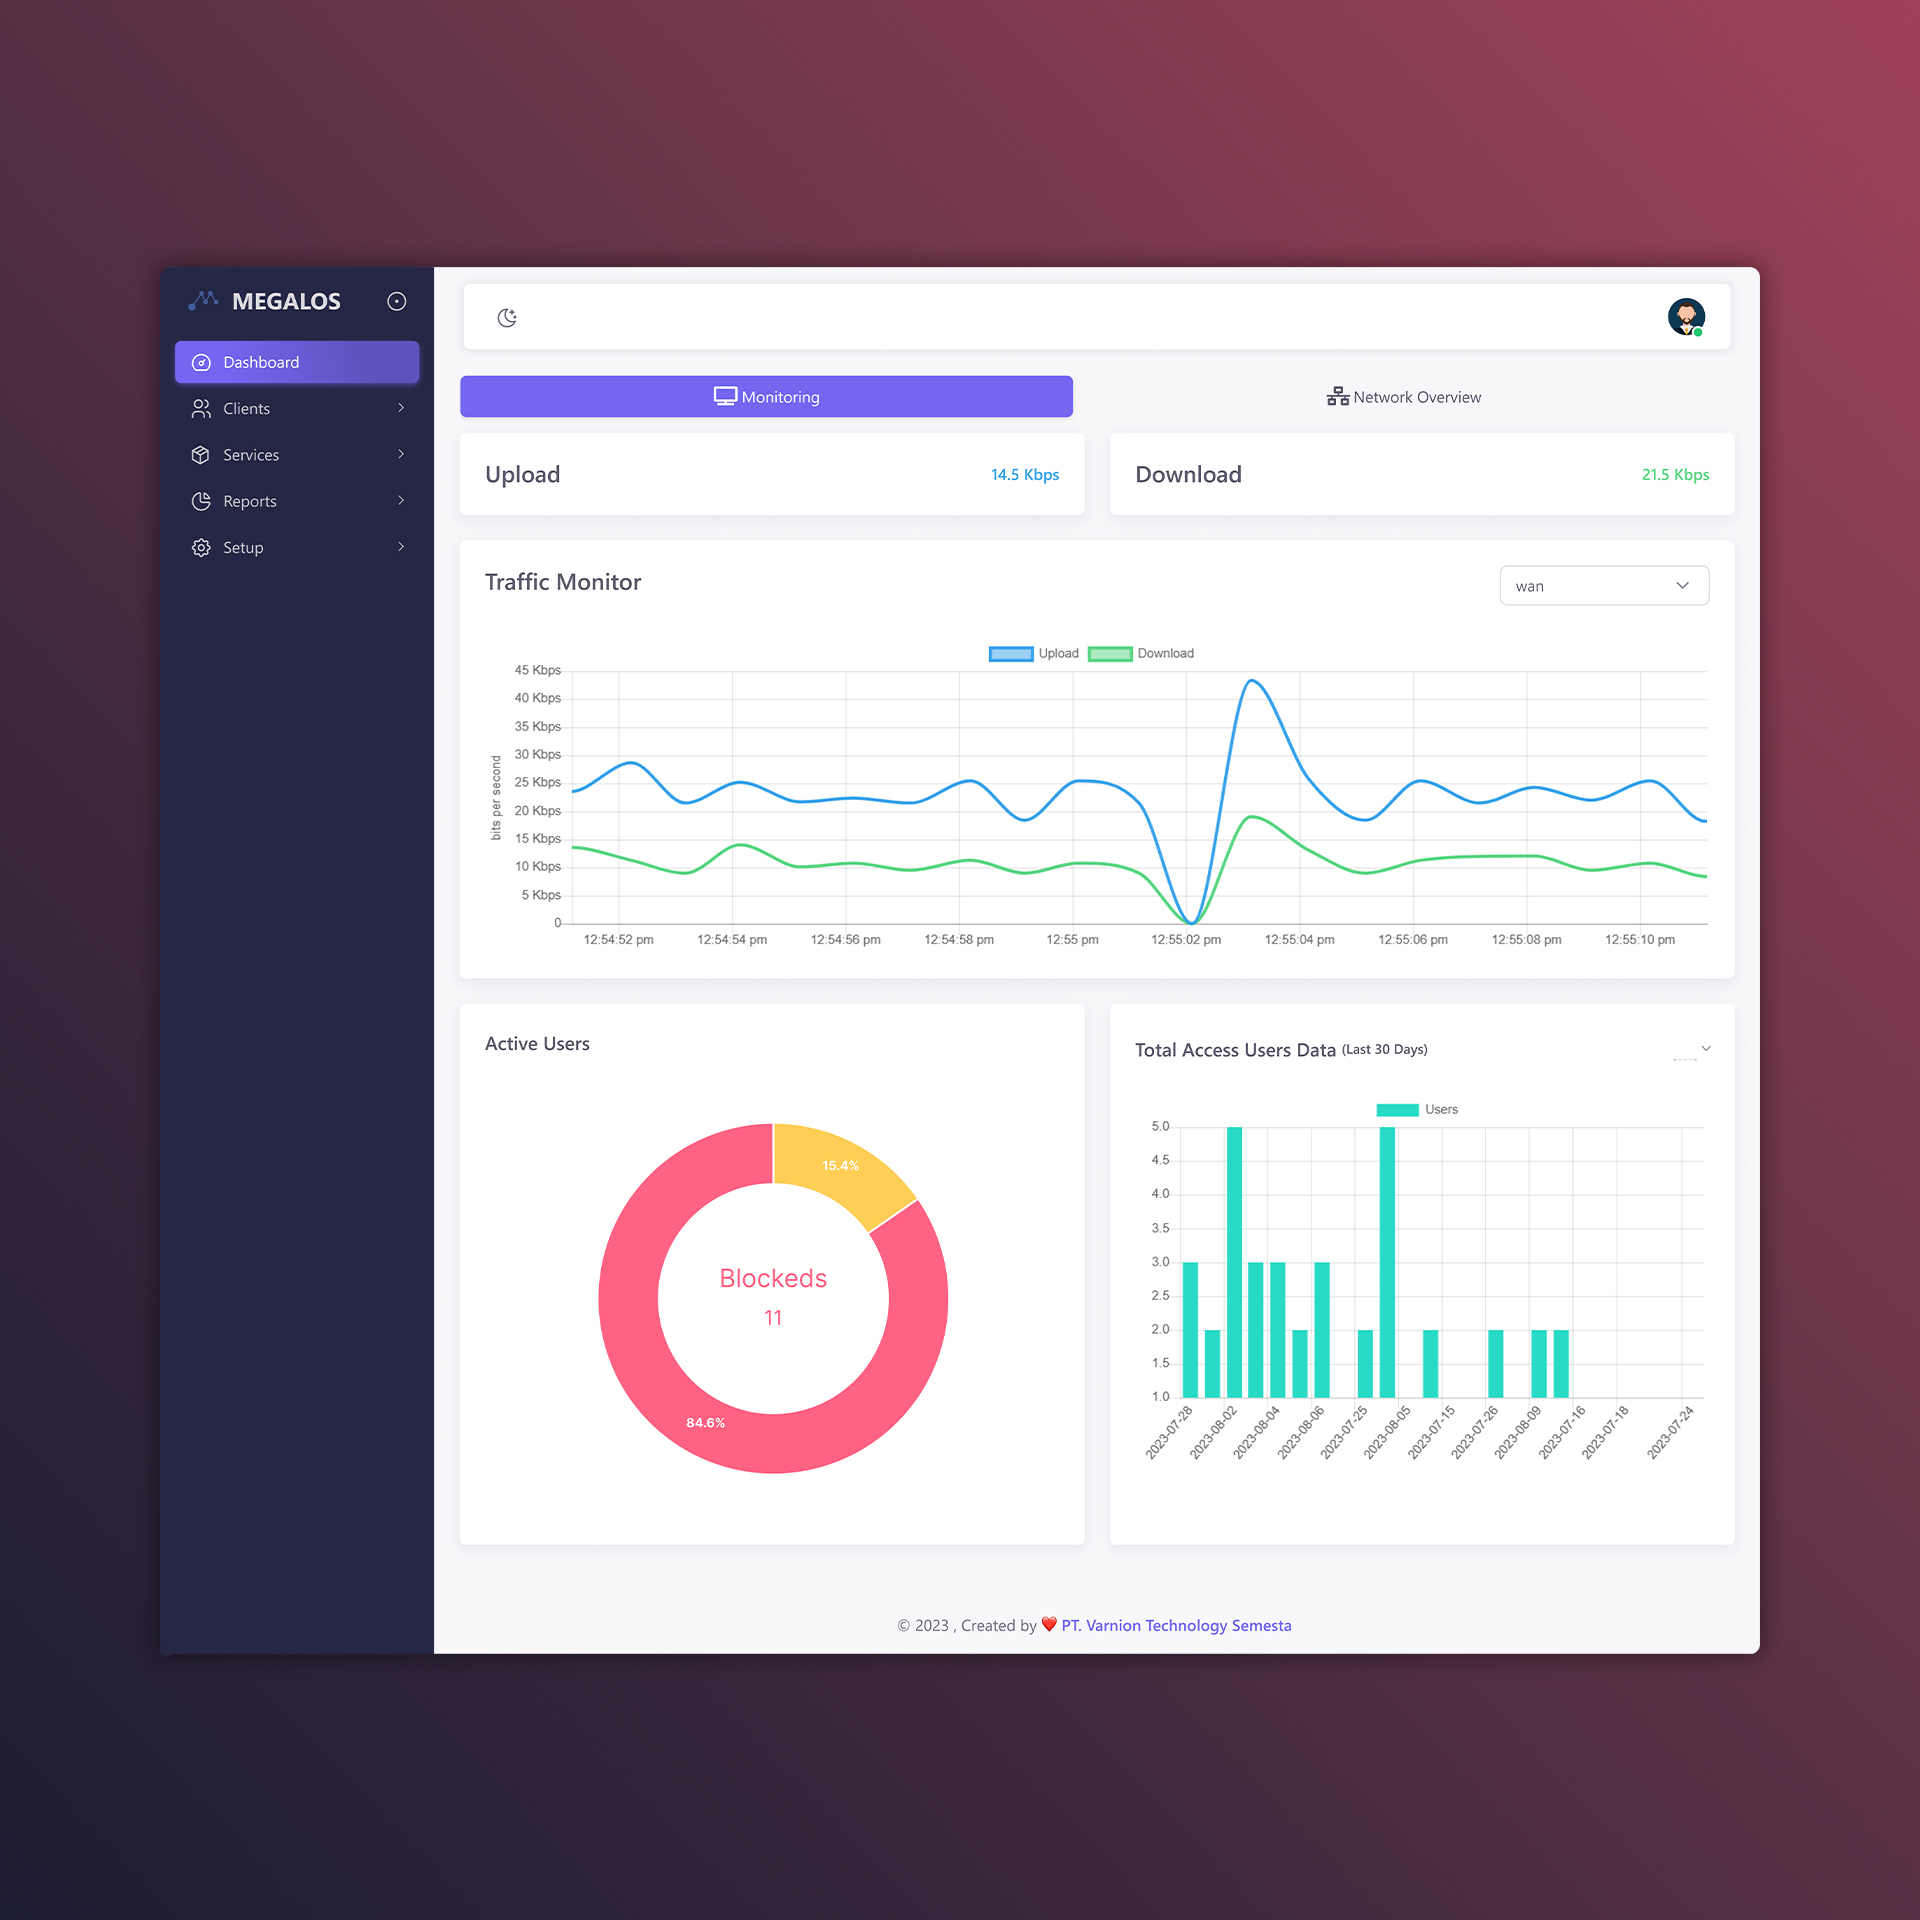 MEGALOS
Dashboard
Clients
Services
Reports
Setup
Monitoring
Network Overview
Upload
14.5 Kbps
Download
21.5 Kbps
Traffic Monitor
wan
Upload
Download
bits per second
45 Kbps
40 Kbps
35 Kbps
30 Kbps
25 Kbps
20 Kbps
15 Kbps
10 Kbps
5 Kbps
0
12:54:52 pm
12:54:54 pm
12:54:56 pm
12:54:58 pm
12:55 pm
12:55:02 pm
12:55:04 pm
12:55:06 pm
12:55:08 pm
12:55:10 pm
Active Users
15.4%
Blockeds
11
84.6%
Total Access Users Data (Last 30 Days)
Users
5.0
4.5
4.0
3.5
3.0
2.5
2.0
1.5
1.0
2023-07-28
2023-08-02
2023-08-04
2023-08-06
2023-07-25
2023-08-05
2023-07-15
2023-07-26
2023-08-09
2023-07-16
2023-07-18
2023-07-24
© 2023 , Created by ❤️ PT. Varnion Technology Semesta